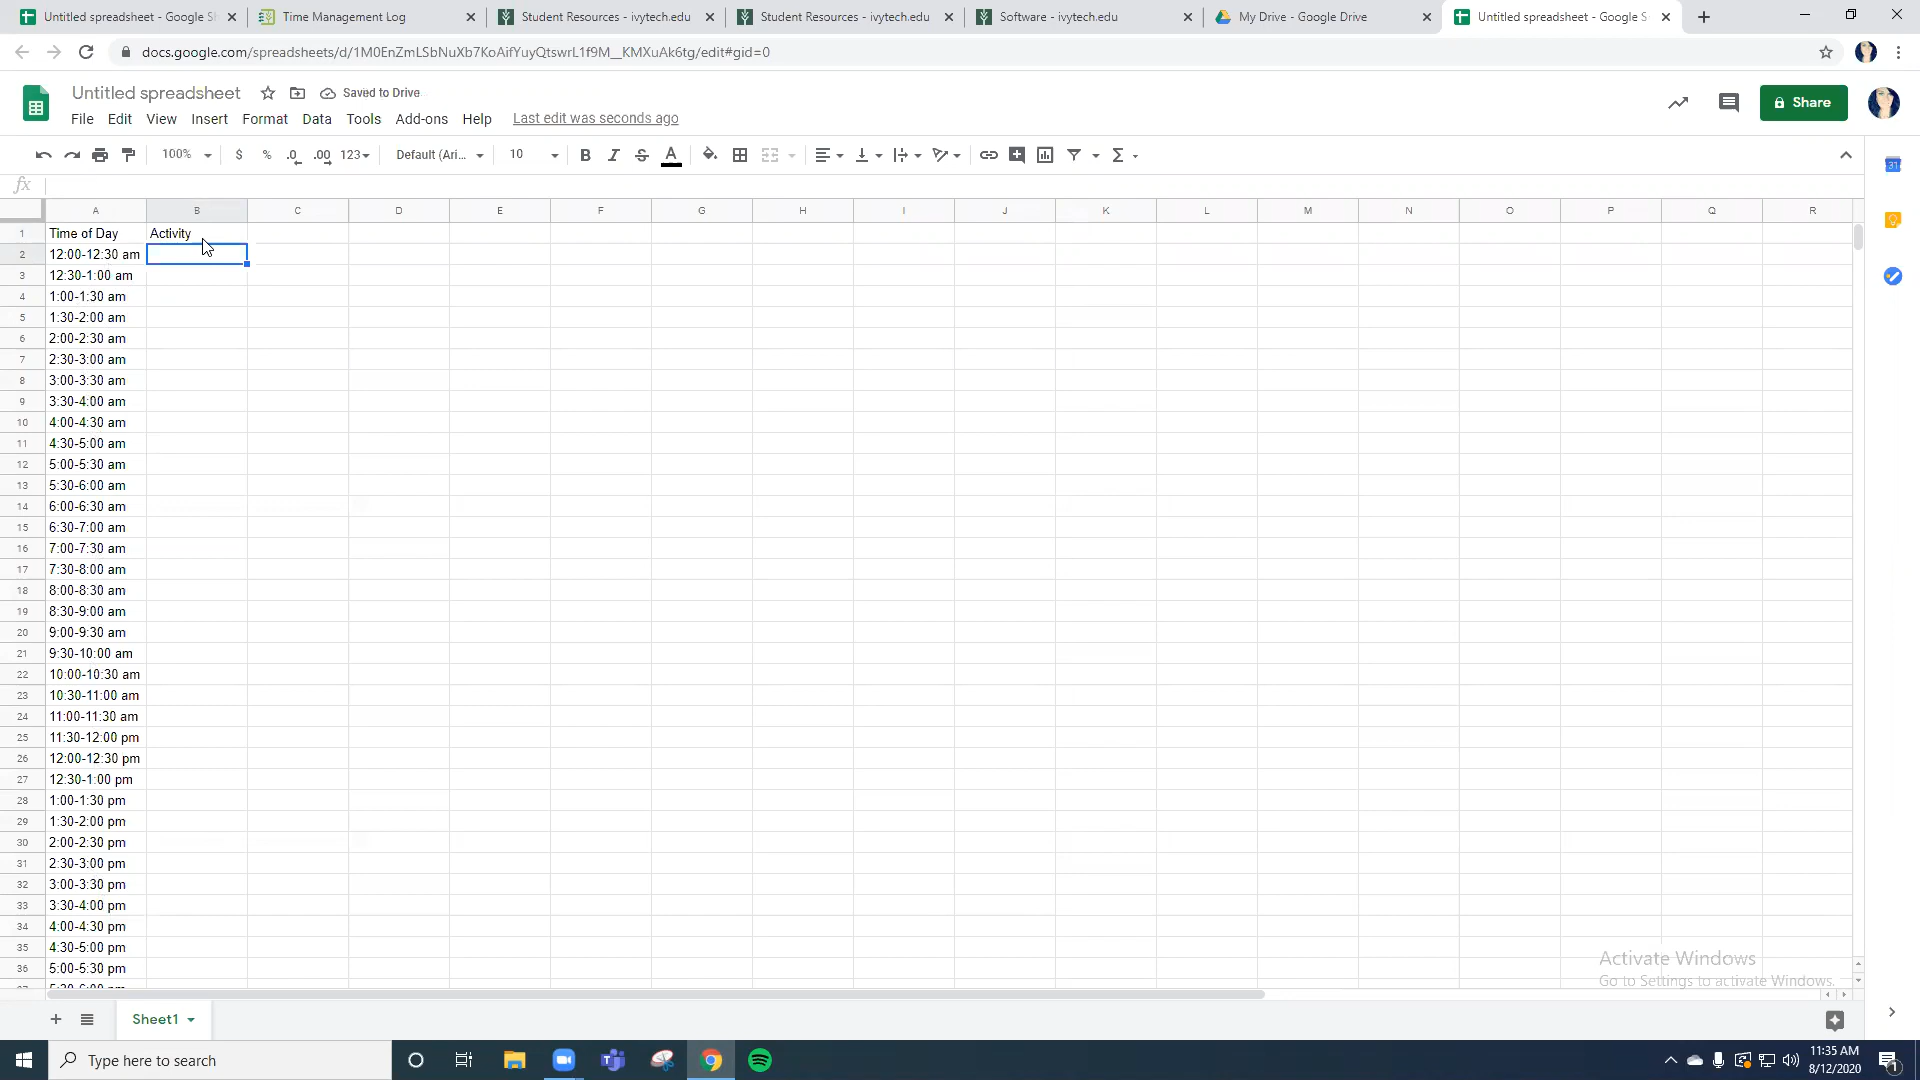 Untitled spreadsheet - Google Sh
Time Management Log
Student Resources - ivytech.edu
Student Resources - ivytech.edu
Software - ivytech.edu
My Drive - Google Drive
Untitled spreadsheet - Google S
docs.google.com/spreadsheets/d/1M0EnZmLSbNuXb7KoAifYuyQtswrL1f9M__KMXuAk6tg/edit#gid=0
Untitled spreadsheet
Saved to Drive
Share
File Edit View Insert Format Data Tools Add-ons Help Last edit was seconds ago
100% $ % .0 .00 123 Default (Ari... 10 B I S A Σ
31
fx
A B C D E F G H I J K L M N O P Q R
1 Time of Day Activity
2 12:00-12:30 am
3 12:30-1:00 am
4 1:00-1:30 am
5 1:30-2:00 am
6 2:00-2:30 am
7 2:30-3:00 am
8 3:00-3:30 am
9 3:30-4:00 am
10 4:00-4:30 am
11 4:30-5:00 am
12 5:00-5:30 am
13 5:30-6:00 am
14 6:00-6:30 am
15 6:30-7:00 am
16 7:00-7:30 am
17 7:30-8:00 am
18 8:00-8:30 am
19 8:30-9:00 am
20 9:00-9:30 am
21 9:30-10:00 am
22 10:00-10:30 am
23 10:30-11:00 am
24 11:00-11:30 am
25 11:30-12:00 pm
26 12:00-12:30 pm
27 12:30-1:00 pm
28 1:00-1:30 pm
29 1:30-2:00 pm
30 2:00-2:30 pm
31 2:30-3:00 pm
32 3:00-3:30 pm
33 3:30-4:00 pm
34 4:00-4:30 pm
35 4:30-5:00 pm
36 5:00-5:30 pm
Activate Windows
Go to Settings to activate Windows.
Sheet1
Type here to search
11:35 AM
8/12/2020
1